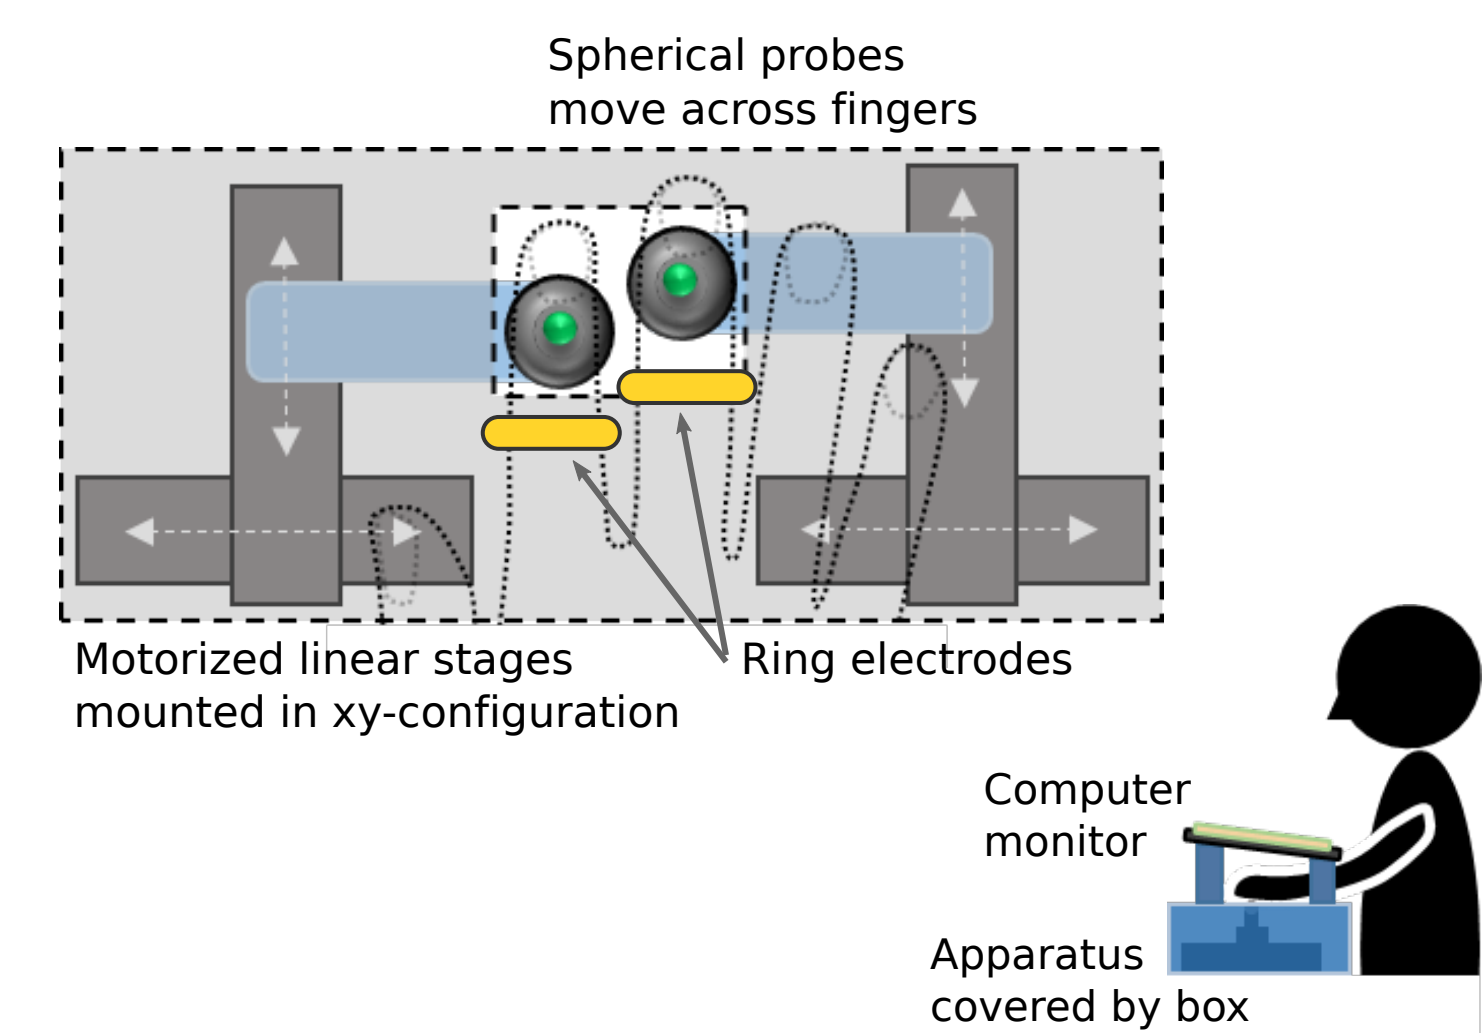 Spherical probes
move across fingers
Motorized linear stages
mounted in xy-configuration
Ring electrodes
Computer
monitor
Apparatus
covered by box